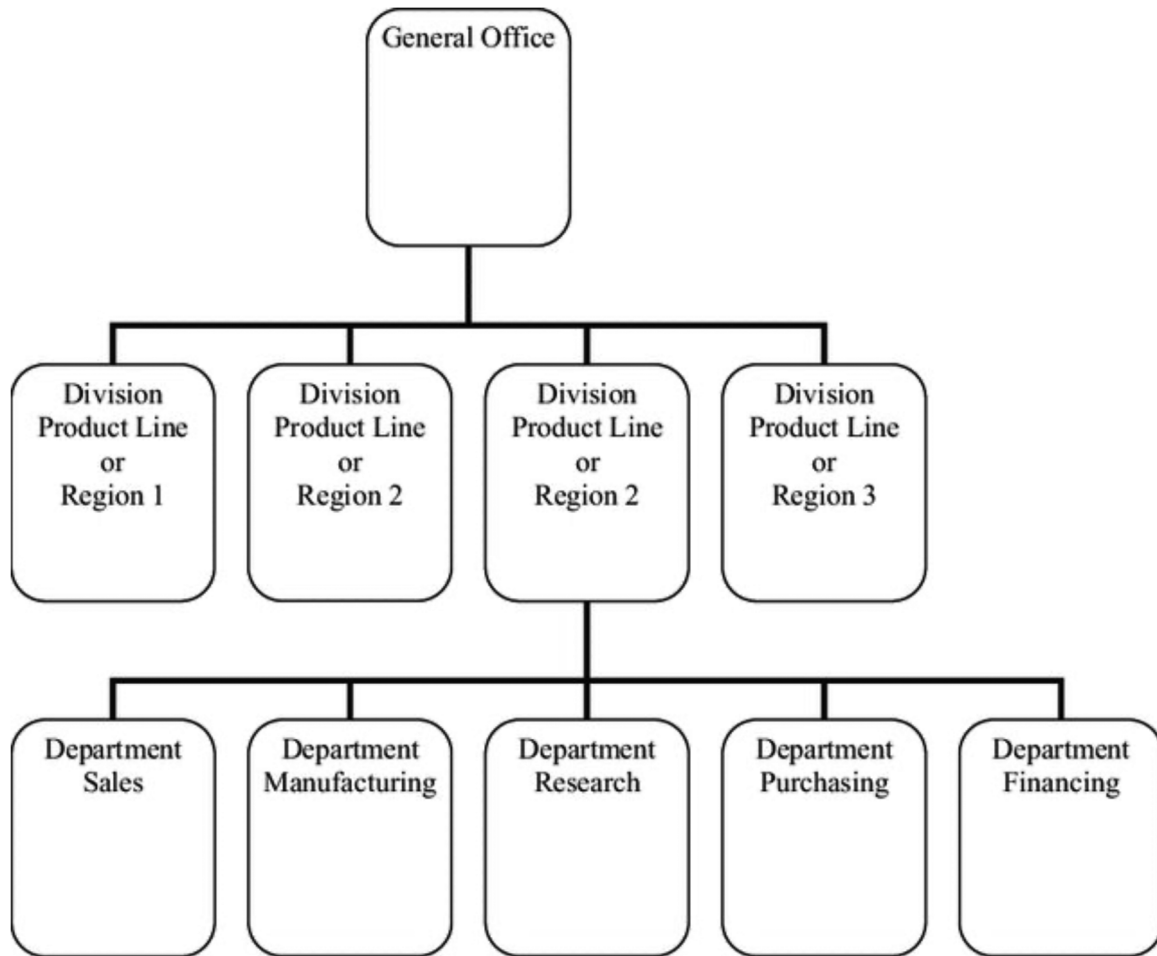 General Office
Division
Product Line
or
Region 1
Division
Product Line
or
Region 2
Division
Product Line
or
Region 2
Division
Product Line
or
Region 3
Department
Sales
Department
Manufacturing
Department
Research
Department
Purchasing
Department
Financing